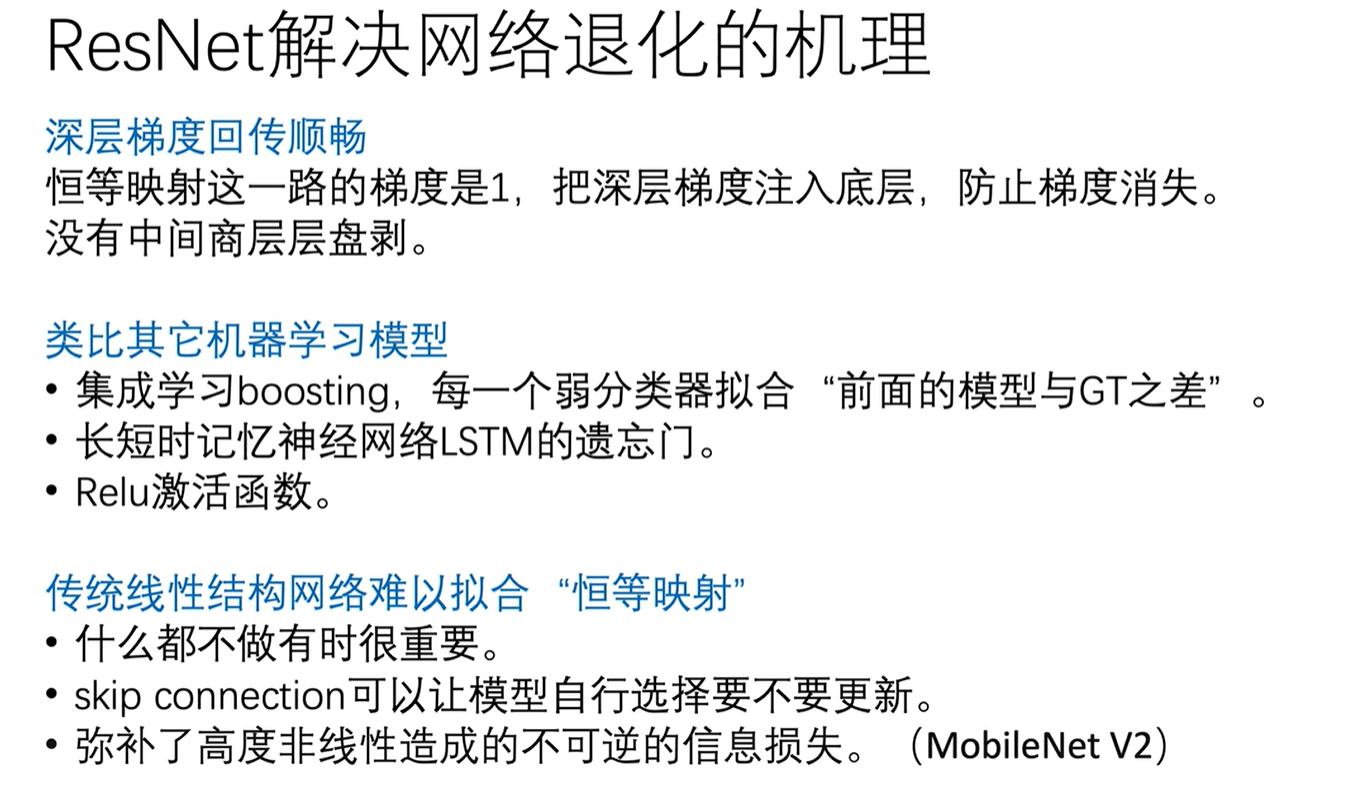 ResNet解决网络退化的机理
深层梯度回传顺畅
恒等映射这一路的梯度是1，把深层梯度注入底层，防止梯度消失。
没有中间商层层盘剥。
类比其它机器学习模型
• 集成学习boosting，每一个弱分类器拟合“前面的模型与GT之差”。
• 长短时记忆神经网络LSTM的遗忘门。
• Relu激活函数。
传统线性结构网络难以拟合“恒等映射”
• 什么都不做有时很重要。
• skip connection可以让模型自行选择要不要更新。
• 弥补了高度非线性造成的不可逆的信息损失。（MobileNet V2）